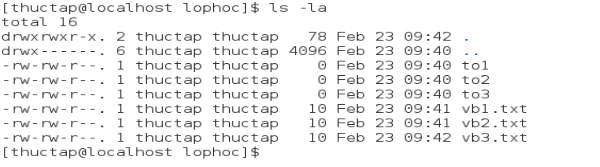 [thuctap@localhost lophoc]$ ls -la
total 16
drwxrwxr-x. 2 thuctap thuctap   78 Feb 23 09:42 .
drwx------. 6 thuctap thuctap 4096 Feb 23 09:40 ..
-rw-rw-r--. 1 thuctap thuctap    0 Feb 23 09:40 to1
-rw-rw-r--. 1 thuctap thuctap    0 Feb 23 09:40 to2
-rw-rw-r--. 1 thuctap thuctap    0 Feb 23 09:40 to3
-rw-rw-r--. 1 thuctap thuctap   10 Feb 23 09:41 vb1.txt
-rw-rw-r--. 1 thuctap thuctap   10 Feb 23 09:41 vb2.txt
-rw-rw-r--. 1 thuctap thuctap   10 Feb 23 09:42 vb3.txt
[thuctap@localhost lophoc]$